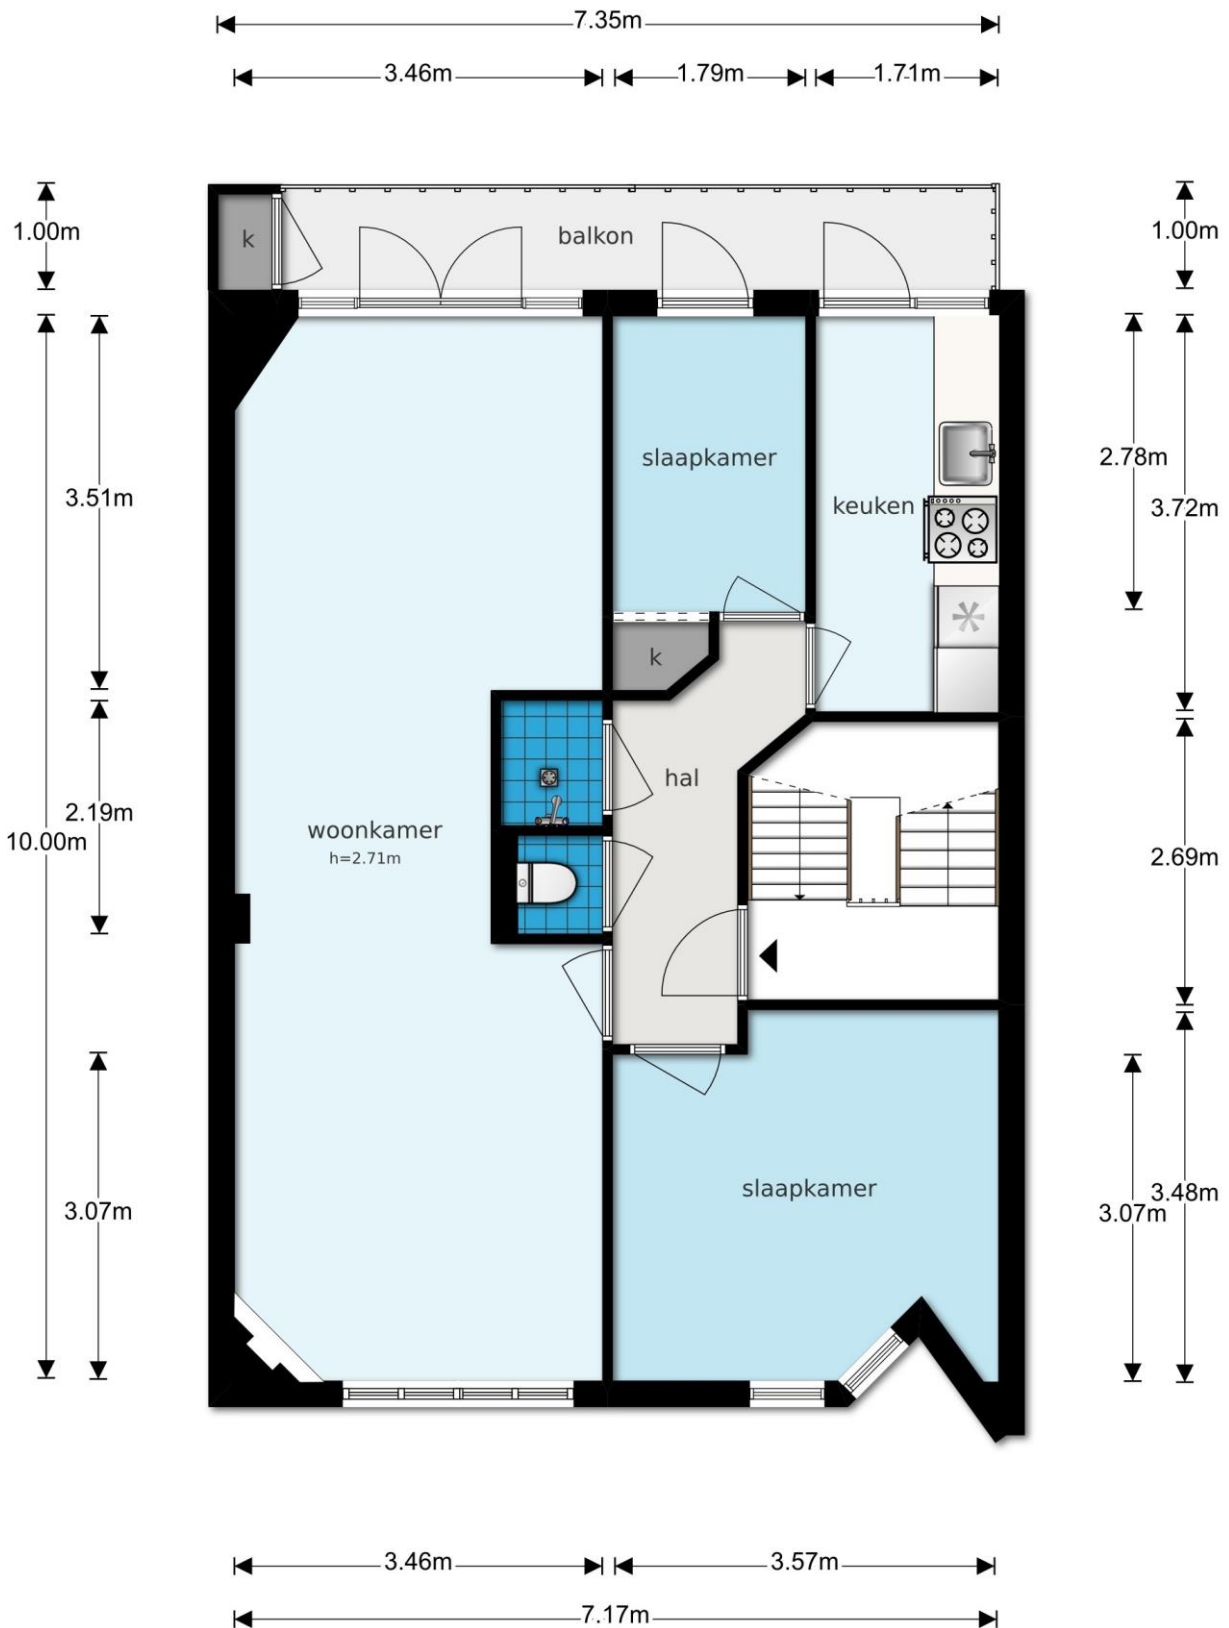 7.35m
3.46m
1.79m
1.71m
1.00m
1.00m
k
balkon
slaapkamer
2.78m
3.51m
keuken
3.72m
k
hal
2.19m
woonkamer
10.00m
h=2.71m
2.69m
slaapkamer
3.48m
3.07m
3.07m
3.46m
3.57m
7.17m